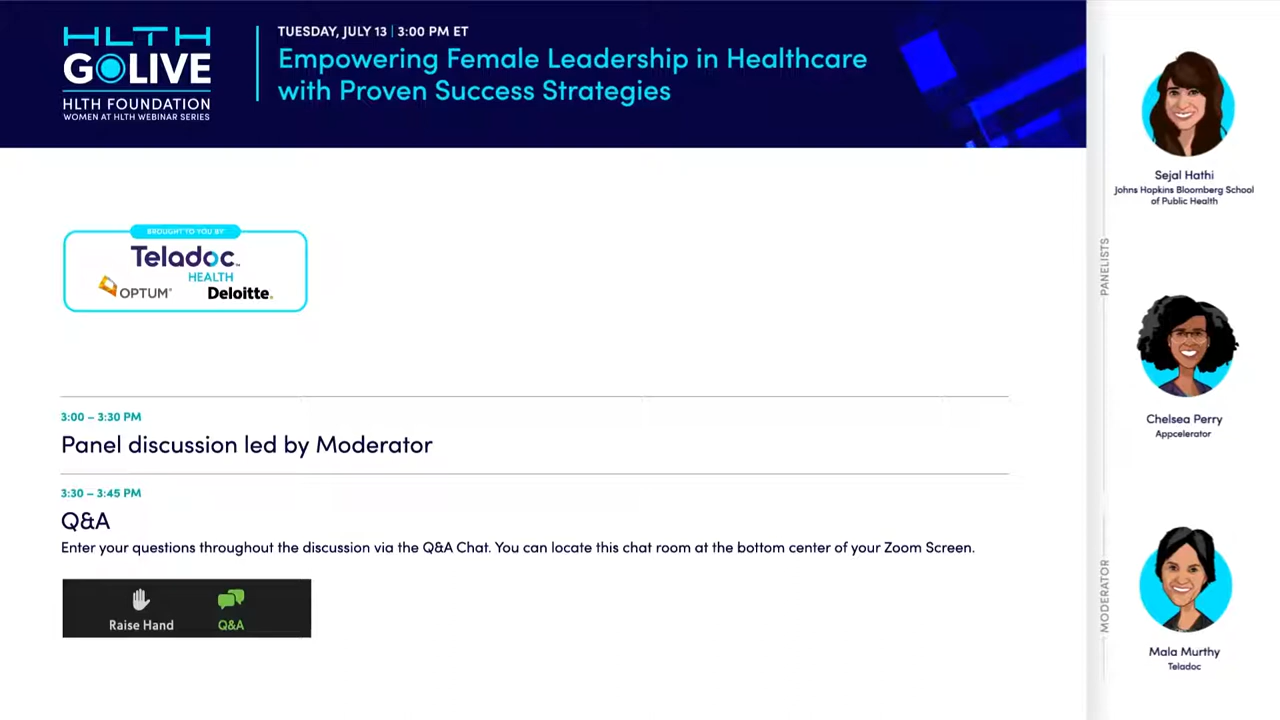 HLTH
GOLIVE
HLTH FOUNDATION
WOMEN AT HLTH WEBINAR SERIES
TUESDAY, JULY 13 | 3:00 PM ET
Empowering Female Leadership in Healthcare
with Proven Success Strategies
BROUGHT TO YOU BY
Teladoc™
HEALTH
OPTUM® Deloitte.
3:00 – 3:30 PM
Panel discussion led by Moderator
3:30 – 3:45 PM
Q&A
Enter your questions throughout the discussion via the Q&A Chat. You can locate this chat room at the bottom center of your Zoom Screen.
Raise Hand Q&A
PANELISTS
Sejal Hathi
Johns Hopkins Bloomberg School
of Public Health
Chelsea Perry
Appcelerator
MODERATOR
Mala Murthy
Teladoc